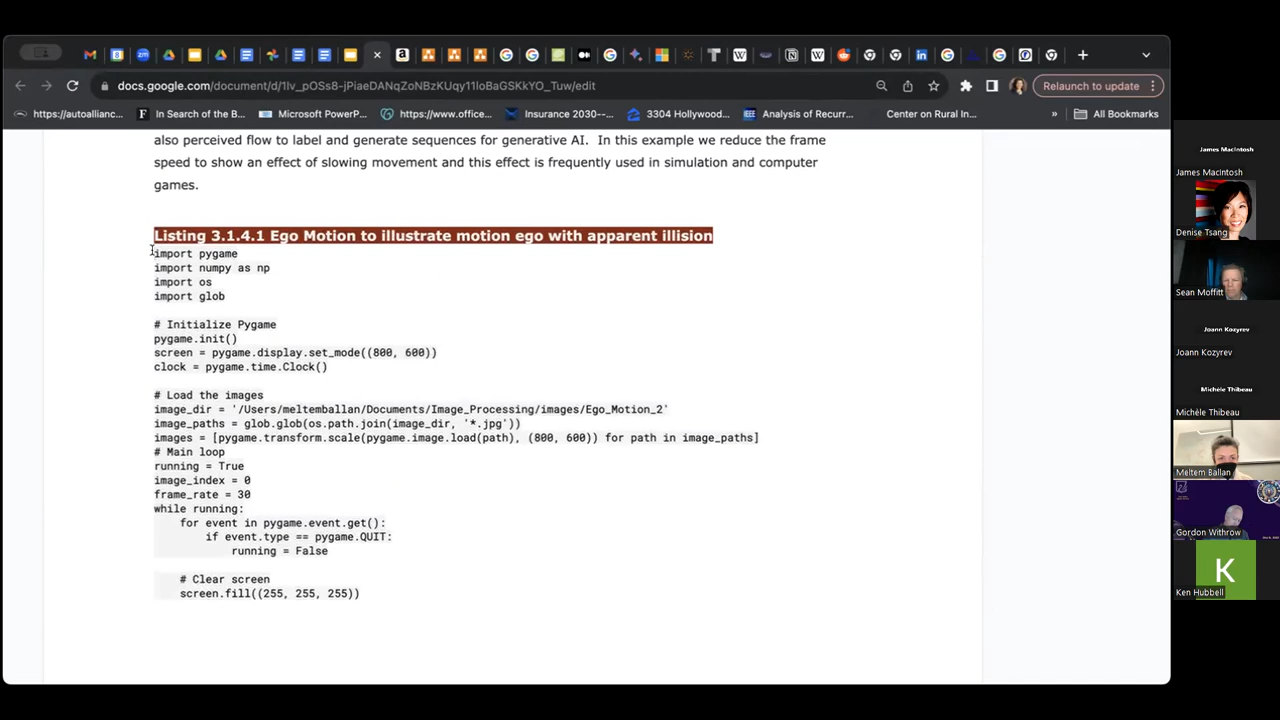 docs.google.com/document/d/1lv_pOSs8-jPiaeDANqZoNBzKUqy11loBaGSKkYO_Tuw/edit
Relaunch to update
https://autoallianc...
In Search of the B...
Microsoft PowerP...
https://www.office...
Insurance 2030--...
3304 Hollywood...
Analysis of Recurr...
Center on Rural In...
»
All Bookmarks
also perceived flow to label and generate sequences for generative AI. In this example we reduce the frame
speed to show an effect of slowing movement and this effect is frequently used in simulation and computer
games.
Listing 3.1.4.1 Ego Motion to illustrate motion ego with apparent illision
import pygame
import numpy as np
import os
import glob
# Initialize Pygame
pygame.init()
screen = pygame.display.set_mode((800, 600))
clock = pygame.time.Clock()
# Load the images
image_dir = '/Users/meltemballan/Documents/Image_Processing/images/Ego_Motion_2'
image_paths = glob.glob(os.path.join(image_dir, '*.jpg'))
images = [pygame.transform.scale(pygame.image.load(path), (800, 600)) for path in image_paths]
# Main loop
running = True
image_index = 0
frame_rate = 30
while running:
for event in pygame.event.get():
if event.type == pygame.QUIT:
running = False
# Clear screen
screen.fill((255, 255, 255))
James MacIntosh
James MacIntosh
Denise Tsang
Sean Moffitt
Joann Kozyrev
Joann Kozyrev
Michèle Thibeau
Michèle Thibeau
Meltem Ballan
Gordon Withrow
K
Ken Hubbell